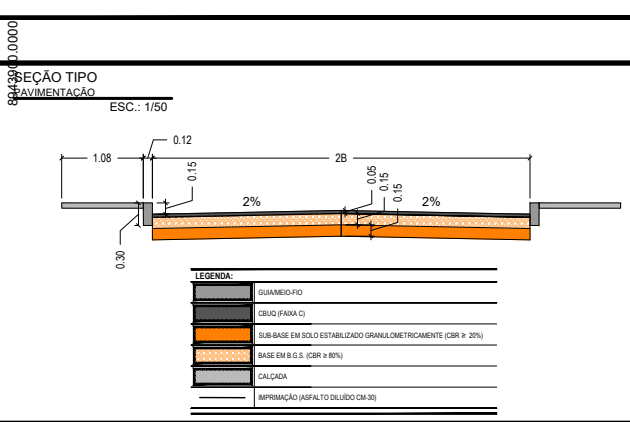 8943900.0000
SEÇÃO TIPO
PAVIMENTAÇÃO
ESC.: 1/50
0.12
1.08
2B
0.15
0.05
0.15
0.15
2%
2%
0.30
LEGENDA:
GUIA/MEIO-FIO
CBUQ (FAIXA C)
SUB-BASE EM SOLO ESTABILIZADO GRANULOMETRICAMENTE (CBR ≥ 20%)
BASE EM B.G.S. (CBR ≥ 80%)
CALÇADA
IMPRIMAÇÃO (ASFALTO DILUÍDO CM-30)